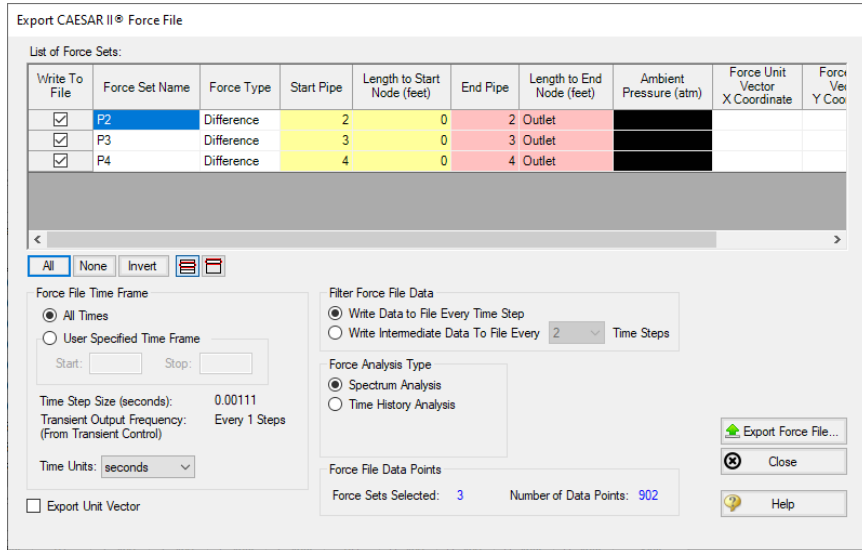 Export CAESAR II® Force File
List of Force Sets:
Write To File Force Set Name Force Type Start Pipe Length to Start Node (feet) End Pipe Length to End Node (feet) Ambient Pressure (atm) Force Unit Vector X Coordinate Force Vec Y Coor
P2 Difference 2 0 2 Outlet
P3 Difference 3 0 3 Outlet
P4 Difference 4 0 4 Outlet
All None Invert
Force File Time Frame
All Times
User Specified Time Frame
Start: Stop:
Time Step Size (seconds): 0.00111
Transient Output Frequency: Every 1 Steps
(From Transient Control)
Time Units: seconds
Export Unit Vector
Filter Force File Data
Write Data to File Every Time Step
Write Intermediate Data To File Every 2 Time Steps
Force Analysis Type
Spectrum Analysis
Time History Analysis
Force File Data Points
Force Sets Selected: 3 Number of Data Points: 902
Export Force File...
Close
Help